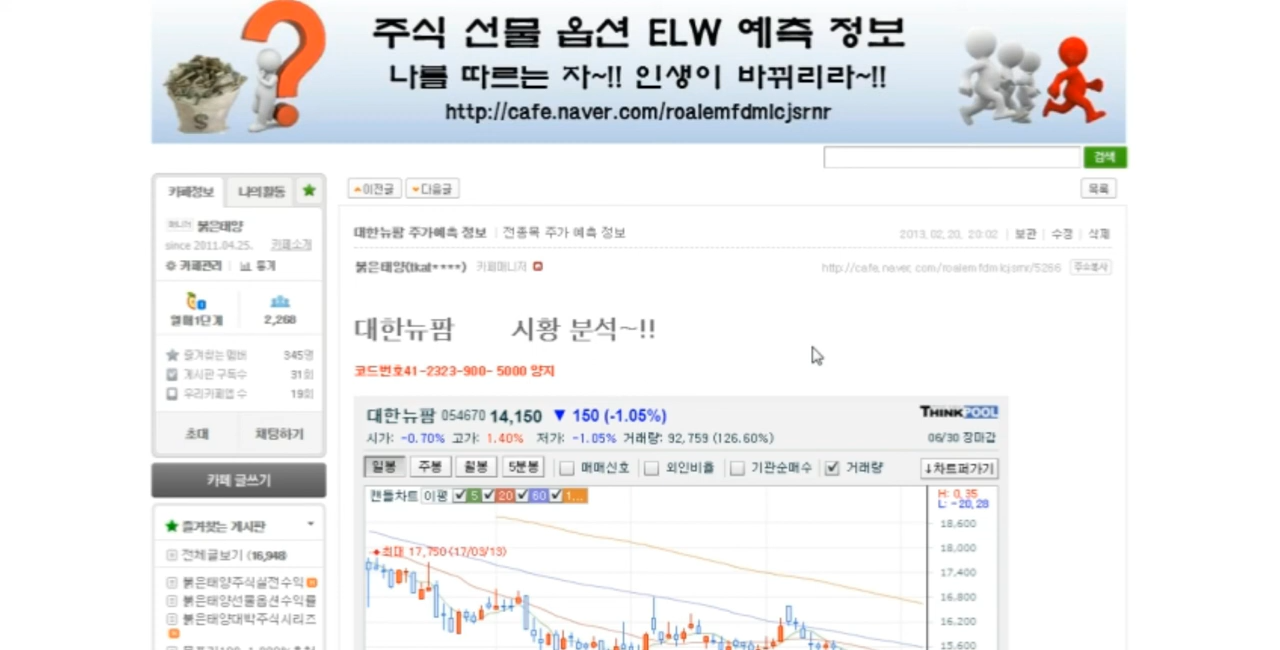 주식 선물 옵션 ELW 예측 정보
나를 따르는 자~!! 인생이 바뀌리라~!!
http://cafe.naver.com/roalemfdmlcjsrnr
검색
카페정보 나의활동
이전글 다음글 목록
매니저 붉은태양
since 2011.04.25. 카페소개
카페관리 통계
열매1단계 2,268
즐겨찾는 멤버 345명
게시판 구독수 31회
우리카페앱 수 19회
초대 채팅하기
카페 글쓰기
즐겨찾는 게시판
전체글보기 (16,948)
붉은태양주식실전수익
붉은태양선물옵션수익률
붉은태양대박주식시리즈
대한뉴팜 주가예측 정보 | 전종목 주가 예측 정보
2013.02.20. 20:02 | 보관 | 수정 | 삭제
붉은태양(tkat****) 카페매니저
http://cafe.naver.com/roalemfdmlcjsrnr/5266 주소복사
대한뉴팜 시황 분석~!!
코드번호41-2323-900- 5000 양지
대한뉴팜 054670 14,150 ▼ 150 (-1.05%)
THINKPOOL
시가: -0.70% 고가: 1.40% 저가: -1.05% 거래량: 92,759 (126.60%)
06/30 장마감
일봉 주봉 월봉 5분봉 매매신호 외인비율 기관순매수 거래량 ↓차트퍼가기
캔들차트 이평 5 20 60 1...
H: 0.35
L: -20.28
최대 17,750 (17/03/13)
18,600
18,000
17,400
16,800
16,200
15,600